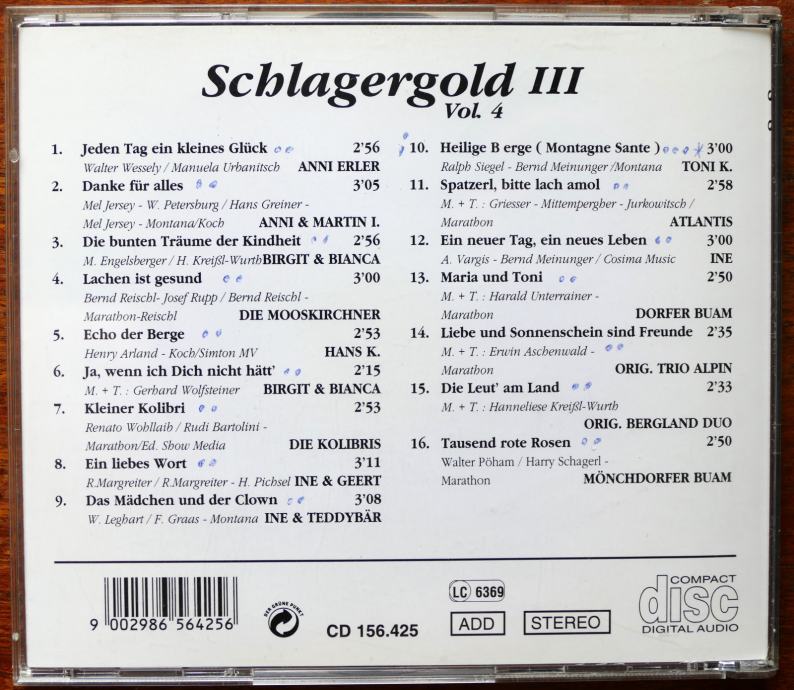 Schlagergold III
Vol. 4
1. Jeden Tag ein kleines Glück 2'56
Walter Wessely / Manuela Urbanitsch ANNI ERLER
2. Danke für alles 3'05
Mel Jersey - W. Petersburg / Hans Greiner -
Mel Jersey - Montana/Koch ANNI & MARTIN I.
3. Die bunten Träume der Kindheit 2'56
M. Engelsberger / H. Kreißl-Wurth BIRGIT & BIANCA
4. Lachen ist gesund 3'00
Bernd Reischl- Josef Rupp / Bernd Reischl -
Marathon-Reischl DIE MOOSKIRCHNER
5. Echo der Berge 2'53
Henry Arland - Koch/Simton MV HANS K.
6. Ja, wenn ich Dich nicht hätt' 2'15
M. + T. : Gerhard Wolfsteiner BIRGIT & BIANCA
7. Kleiner Kolibri 2'53
Renato Wohllaib / Rudi Bartolini -
Marathon/Ed. Show Media DIE KOLIBRIS
8. Ein liebes Wort 3'11
R.Margreiter / R.Margreiter - H. Pichsel INE & GEERT
9. Das Mädchen und der Clown 3'08
W. Leghart / F. Graas - Montana INE & TEDDYBÄR
10. Heilige B erge ( Montagne Sante ) 3'00
Ralph Siegel - Bernd Meinunger /Montana TONI K.
11. Spatzerl, bitte lach amol 2'58
M. + T. : Griesser - Mittempergher - Jurkowitsch /
Marathon ATLANTIS
12. Ein neuer Tag, ein neues Leben 3'00
A. Vargis - Bernd Meinunger / Cosima Music INE
13. Maria und Toni 2'50
M. + T. : Harald Unterrainer -
Marathon DORFER BUAM
14. Liebe und Sonnenschein sind Freunde 2'35
M. + T. : Erwin Aschenwald -
Marathon ORIG. TRIO ALPIN
15. Die Leut' am Land 2'33
M. + T. : Hanneliese Kreißl-Wurth
ORIG. BERGLAND DUO
16. Tausend rote Rosen 2'50
Walter Pöham / Harry Schagerl -
Marathon MÖNCHDORFER BUAM
9 002986 564256
DER GRÜNE PUNKT
CD 156.425
LC 6369
ADD
STEREO
COMPACT
disc
DIGITAL AUDIO